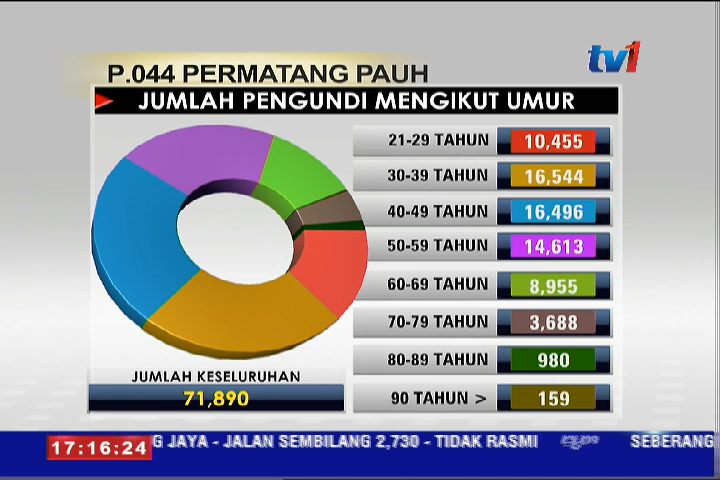 tv1
P.044 PERMATANG PAUH
JUMLAH PENGUNDI MENGIKUT UMUR
21-29 TAHUN 10,455
30-39 TAHUN 16,544
40-49 TAHUN 16,496
50-59 TAHUN 14,613
60-69 TAHUN 8,955
70-79 TAHUN 3,688
80-89 TAHUN 980
90 TAHUN > 159
JUMLAH KESELURUHAN
71,890
17:16:24 G JAYA - JALAN SEMBILANG 2,730 - TIDAK RASMI SEBERANG